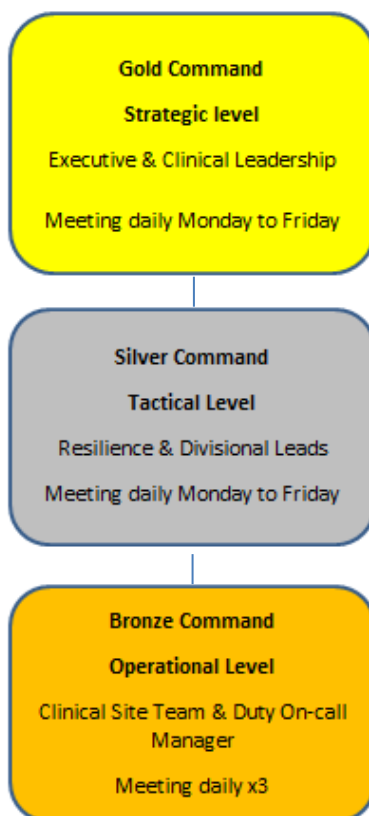 Gold Command
Strategic level
Executive & Clinical Leadership
Meeting daily Monday to Friday
Silver Command
Tactical Level
Resilience & Divisional Leads
Meeting daily Monday to Friday
Bronze Command
Operational Level
Clinical Site Team & Duty On-call
Manager
Meeting daily x3